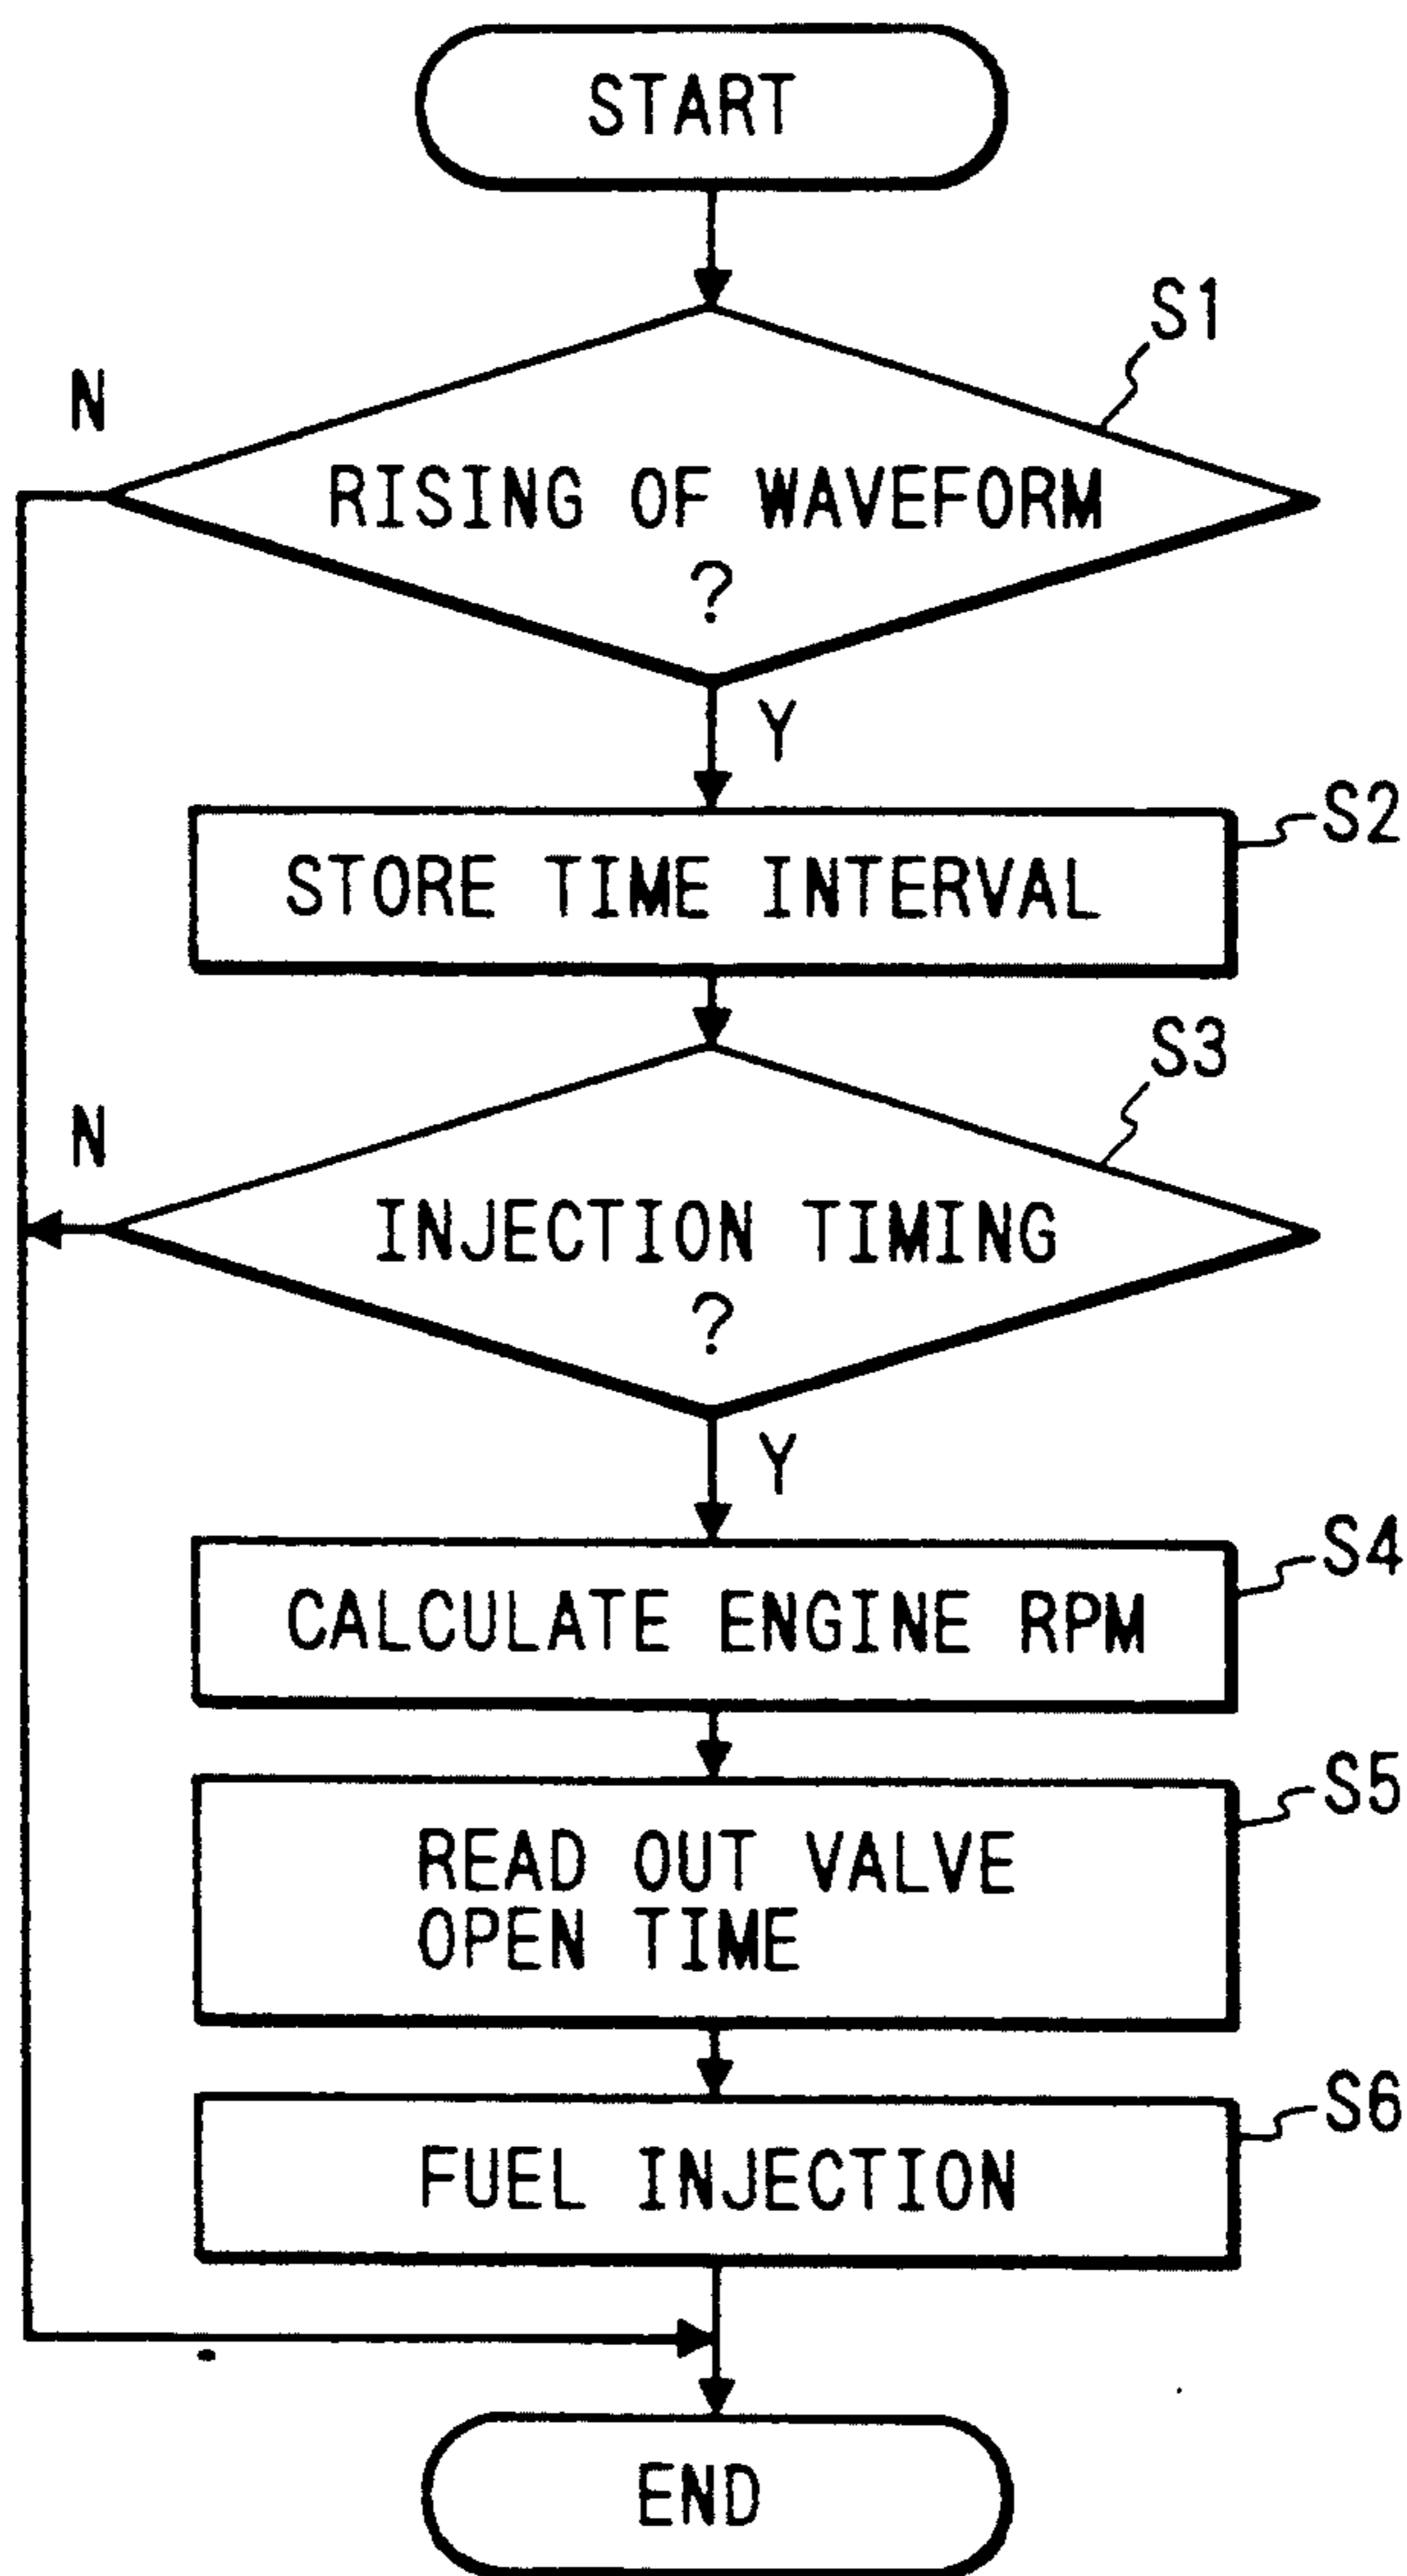 START
S1
N
RISING OF WAVEFORM
?
Y
S2
STORE TIME INTERVAL
S3
N
INJECTION TIMING
?
Y
S4
CALCULATE ENGINE RPM
S5
READ OUT VALVE
OPEN TIME
S6
FUEL INJECTION
END